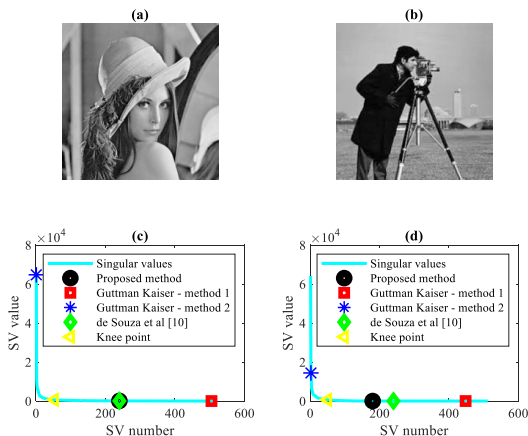 (a)
(b)
(c)
×10⁴
8
6
4
2
0
SV value
Singular values
Proposed method
Guttman Kaiser - method 1
Guttman Kaiser - method 2
de Souza et al [10]
Knee point
0
200
400
600
SV number
(d)
×10⁴
8
6
4
2
0
SV value
Singular values
Proposed method
Guttman Kaiser - method 1
Guttman Kaiser - method 2
de Souza et al [10]
Knee point
0
200
400
600
SV number